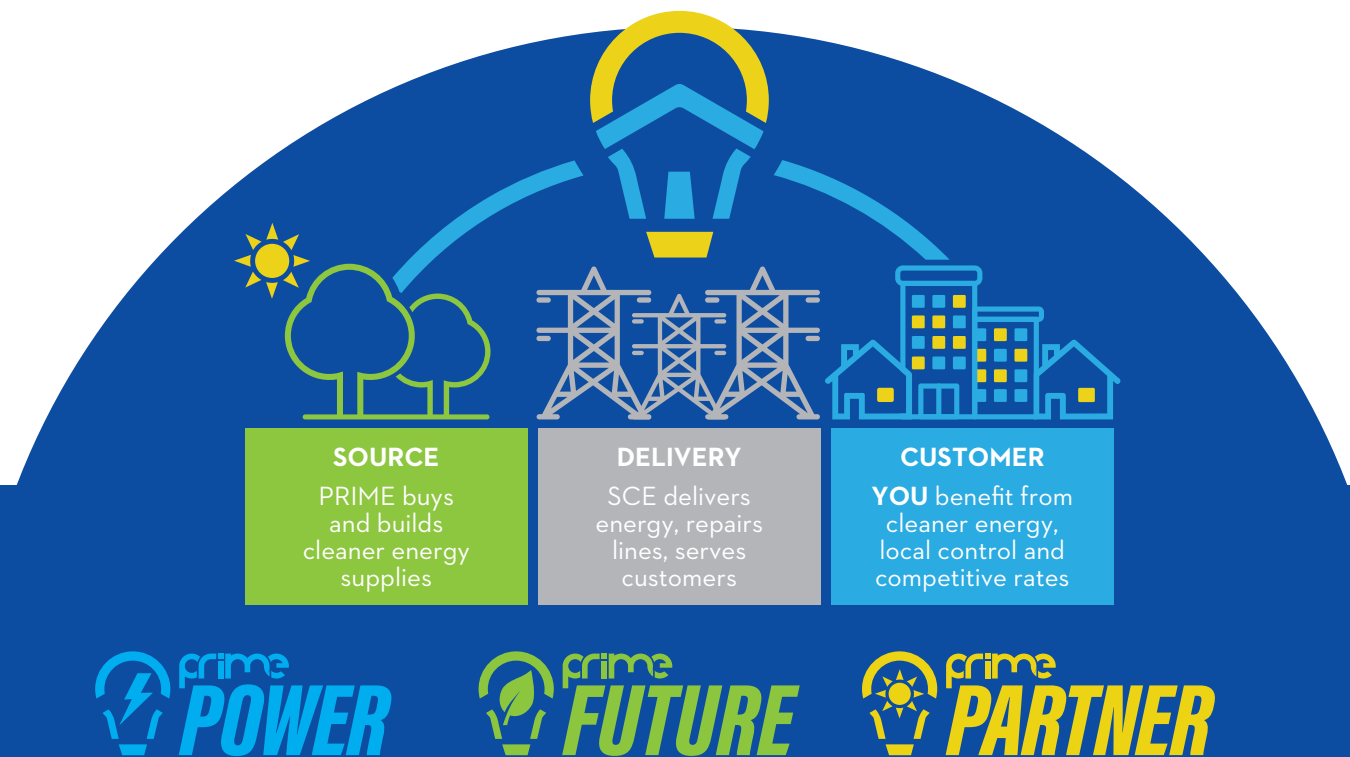 SOURCE
PRIME buys
and builds
cleaner energy
supplies
DELIVERY
SCE delivers
energy, repairs
lines, serves
customers
CUSTOMER
YOU benefit from
cleaner energy,
local control and
competitive rates
prime
POWER
prime
FUTURE
prime
PARTNER